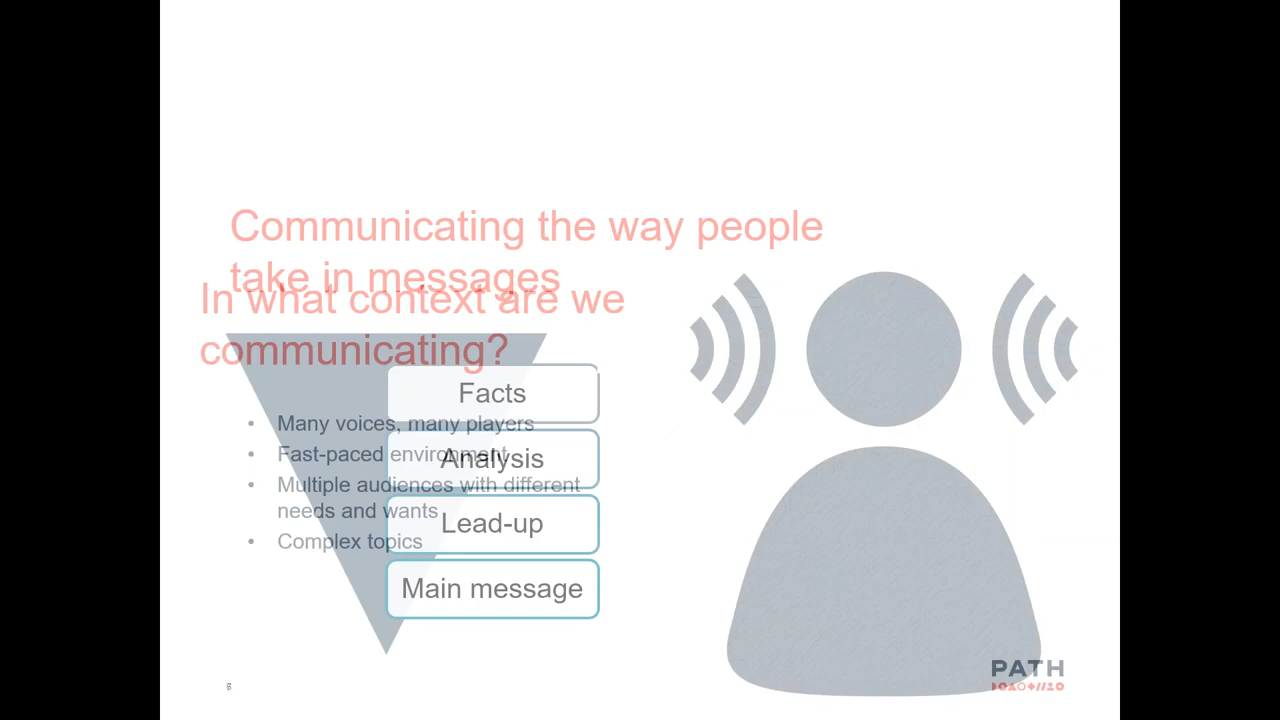 Communicating the way people
take in messages
In what context are we
communicating?
Facts
• Many voices, many players
• Fast-paced environment
Analysis
• Multiple audiences with different
needs and wants
Lead-up
• Complex topics
Main message
PATH
8